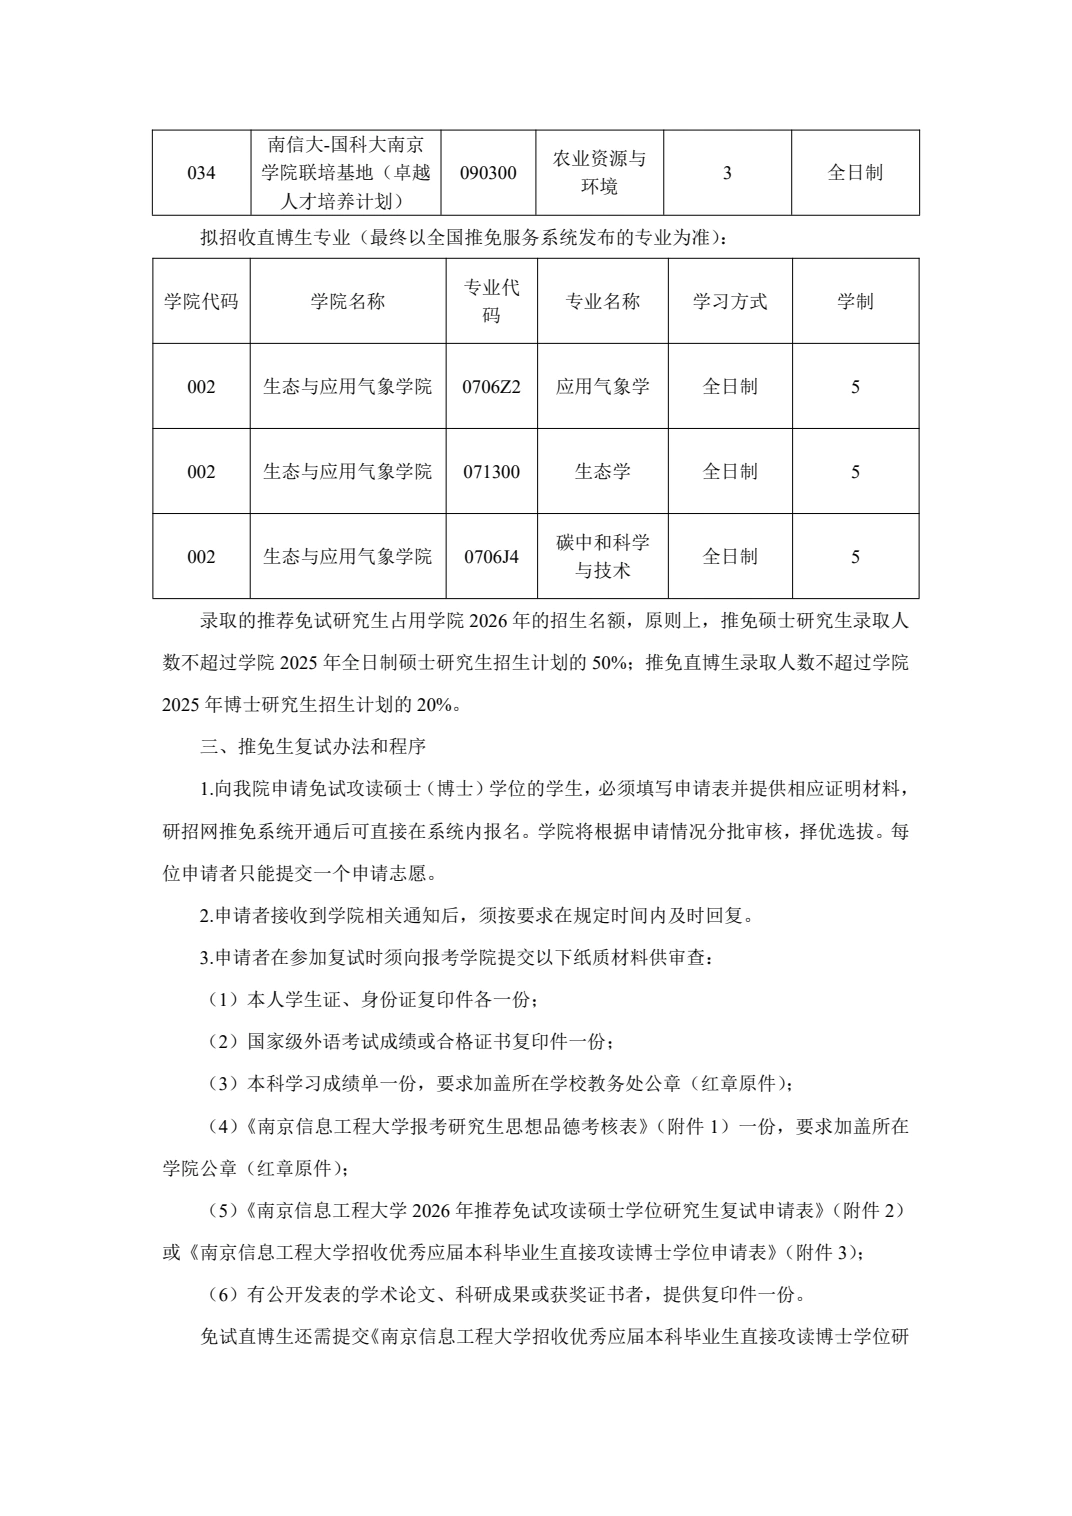 034 南信大-国科大南京学院联培基地（卓越人才培养计划） 090300 农业资源与环境 3 全日制
拟招收直博生专业（最终以全国推免服务系统发布的专业为准）：
学院代码 学院名称 专业代码 专业名称 学习方式 学制
002 生态与应用气象学院 0706Z2 应用气象学 全日制 5
002 生态与应用气象学院 071300 生态学 全日制 5
002 生态与应用气象学院 0706J4 碳中和科学与技术 全日制 5
录取的推荐免试研究生占用学院 2026 年的招生名额，原则上，推免硕士研究生录取人
数不超过学院 2025 年全日制硕士研究生招生计划的 50%；推免直博生录取人数不超过学院
2025 年博士研究生招生计划的 20%。
三、推免生复试办法和程序
1.向我院申请免试攻读硕士（博士）学位的学生，必须填写申请表并提供相应证明材料，
研招网推免系统开通后可直接在系统内报名。学院将根据申请情况分批审核，择优选拔。每
位申请者只能提交一个申请志愿。
2.申请者接收到学院相关通知后，须按要求在规定时间内及时回复。
3.申请者在参加复试时须向报考学院提交以下纸质材料供审查：
（1）本人学生证、身份证复印件各一份；
（2）国家级外语考试成绩或合格证书复印件一份；
（3）本科学习成绩单一份，要求加盖所在学校教务处公章（红章原件）；
（4）《南京信息工程大学报考研究生思想品德考核表》（附件 1）一份，要求加盖所在
学院公章（红章原件）；
（5）《南京信息工程大学 2026 年推荐免试攻读硕士学位研究生复试申请表》（附件 2）
或《南京信息工程大学招收优秀应届本科毕业生直接攻读博士学位申请表》（附件 3）；
（6）有公开发表的学术论文、科研成果或获奖证书者，提供复印件一份。
免试直博生还需提交《南京信息工程大学招收优秀应届本科毕业生直接攻读博士学位研